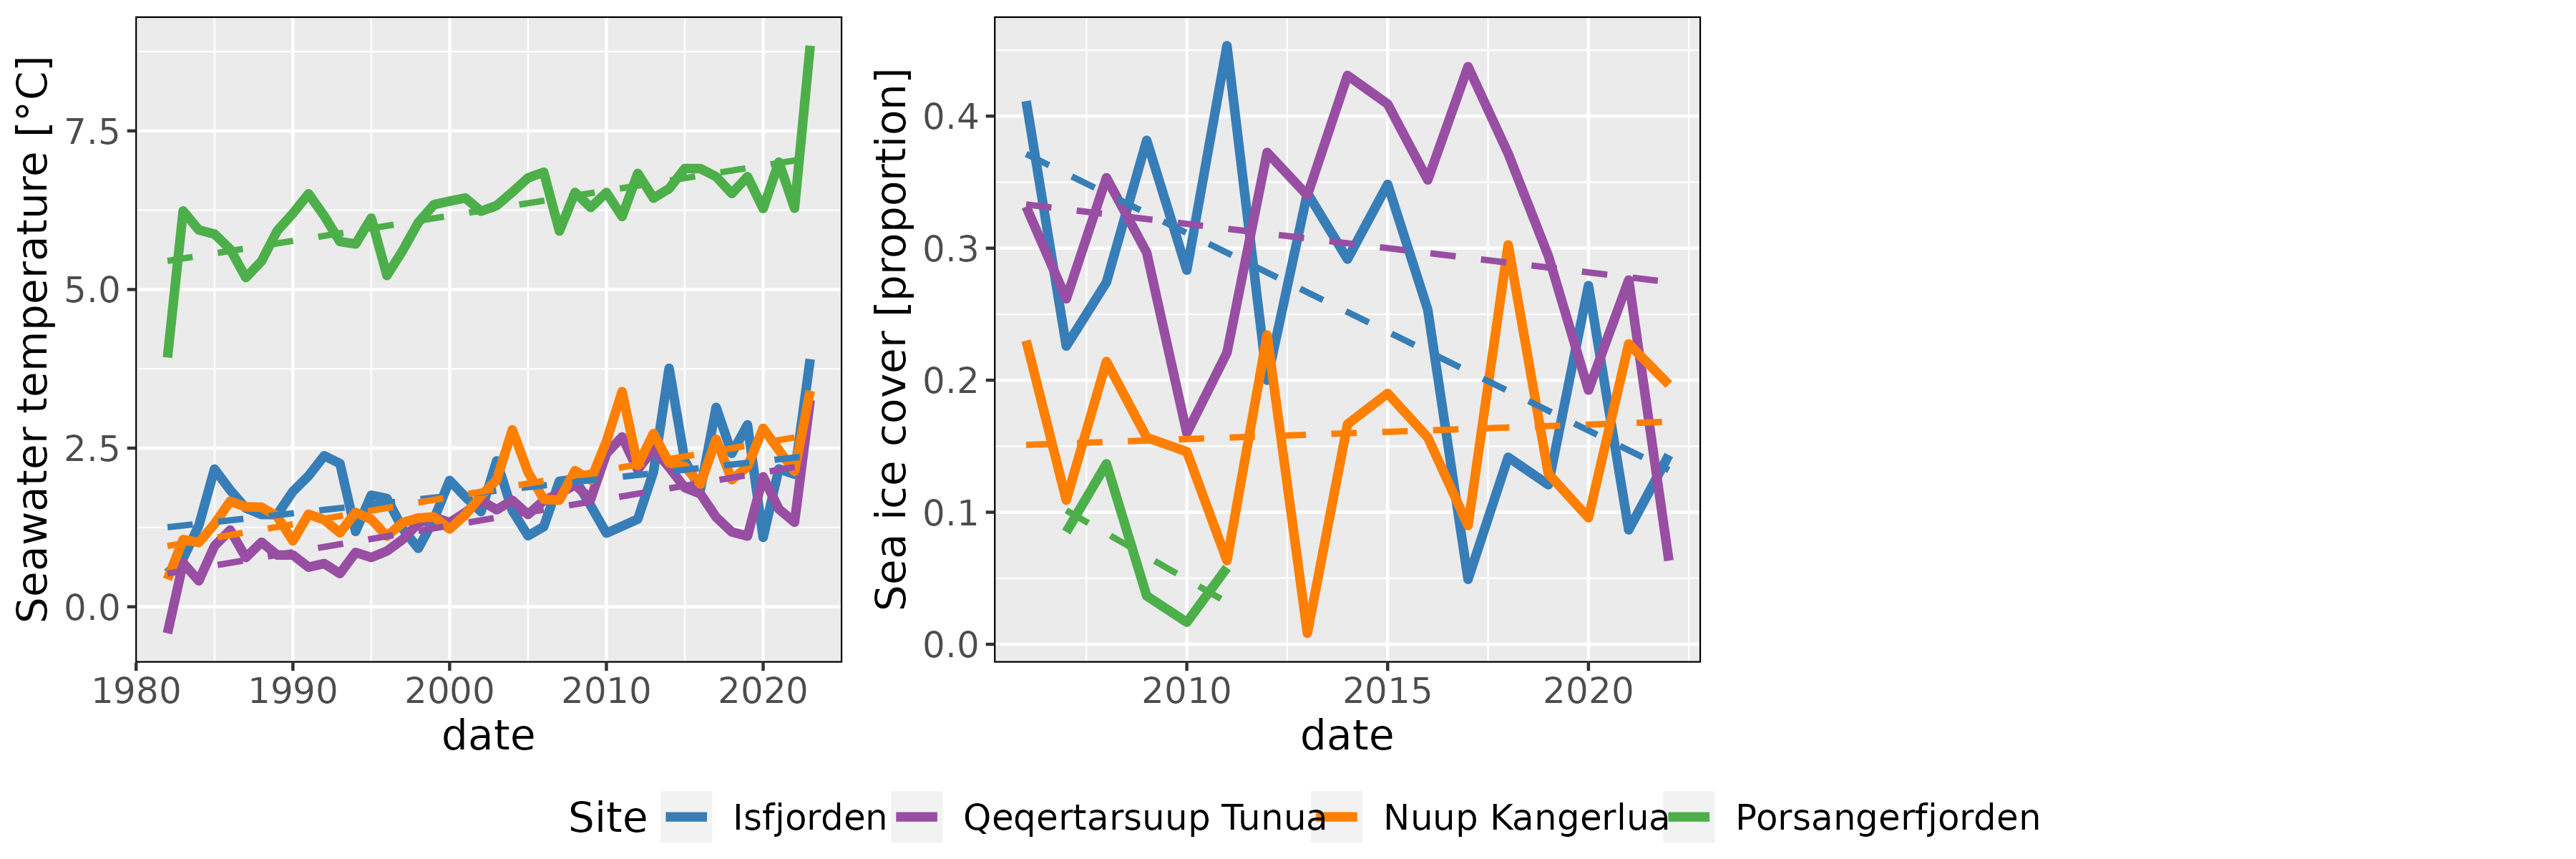 Seawater temperature [°C]
7.5
5.0
2.5
0.0
1980 1990 2000 2010 2020
date
Sea ice cover [proportion]
0.4
0.3
0.2
0.1
0.0
2010 2015 2020
date
Site Isfjorden Qeqertarsuup Tunua Nuup Kangerlua Porsangerfjorden